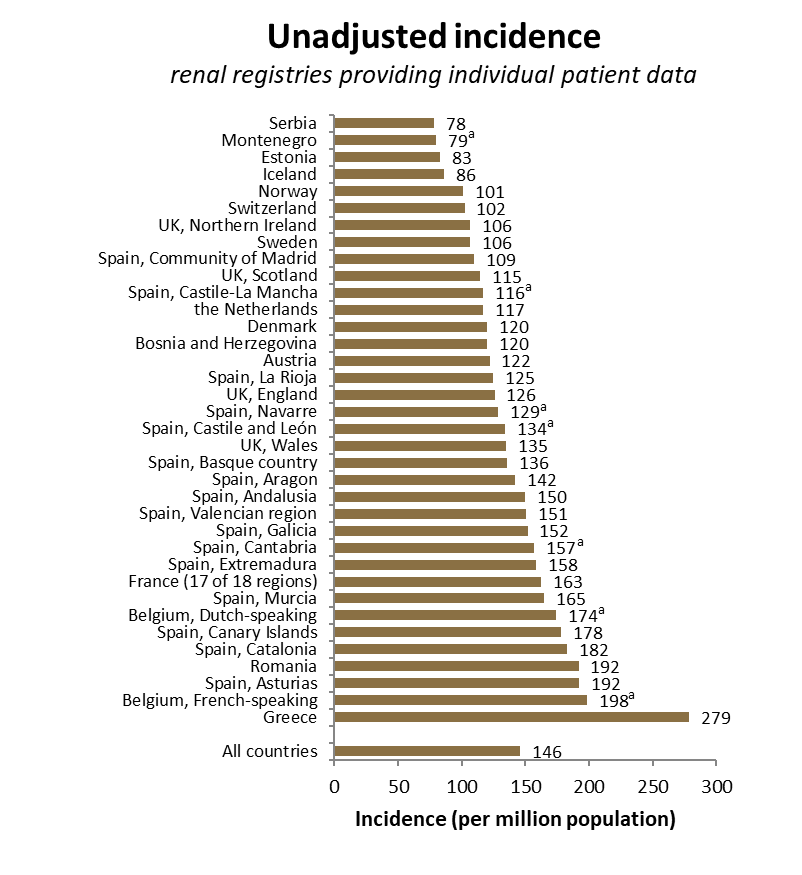 Unadjusted incidence
renal registries providing individual patient data
Serbia 78
Montenegro 79ᵃ
Estonia 83
Iceland 86
Norway 101
Switzerland 102
UK, Northern Ireland 106
Sweden 106
Spain, Community of Madrid 109
UK, Scotland 115
Spain, Castile-La Mancha 116ᵃ
the Netherlands 117
Denmark 120
Bosnia and Herzegovina 120
Austria 122
Spain, La Rioja 125
UK, England 126
Spain, Navarre 129ᵃ
Spain, Castile and León 134ᵃ
UK, Wales 135
Spain, Basque country 136
Spain, Aragon 142
Spain, Andalusia 150
Spain, Valencian region 151
Spain, Galicia 152
Spain, Cantabria 157ᵃ
Spain, Extremadura 158
France (17 of 18 regions) 163
Spain, Murcia 165
Belgium, Dutch-speaking 174ᵃ
Spain, Canary Islands 178
Spain, Catalonia 182
Romania 192
Spain, Asturias 192
Belgium, French-speaking 198ᵃ
Greece 279
All countries 146
0 50 100 150 200 250 300
Incidence (per million population)